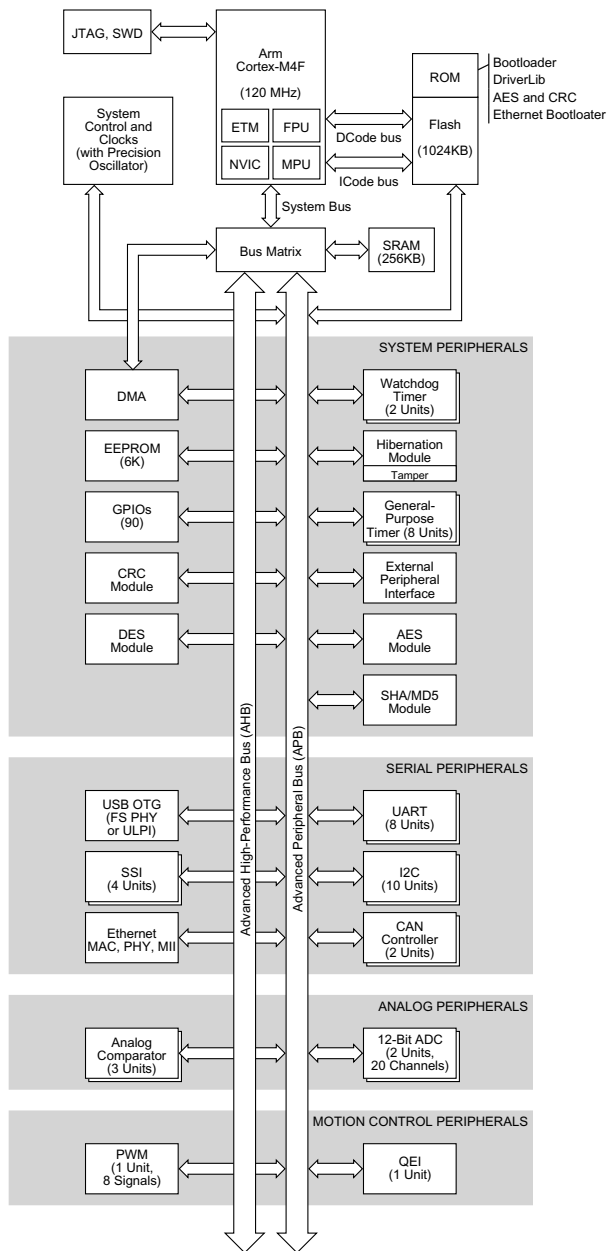 JTAG, SWD
Arm
Cortex-M4F
(120 MHz)
ETM
FPU
NVIC
MPU
ROM
Flash
(1024KB)
Bootloader
DriverLib
AES and CRC
Ethernet Bootloater
System
Control and
Clocks
(with Precision
Oscillator)
DCode bus
ICode bus
System Bus
Bus Matrix
SRAM
(256KB)
SYSTEM PERIPHERALS
DMA
Watchdog
Timer
(2 Units)
EEPROM
(6K)
Hibernation
Module
Tamper
GPIOs
(90)
General-
Purpose
Timer (8 Units)
CRC
Module
External
Peripheral
Interface
DES
Module
AES
Module
SHA/MD5
Module
Advanced High-Performance Bus (AHB)
Advanced Peripheral Bus (APB)
SERIAL PERIPHERALS
USB OTG
(FS PHY
or ULPI)
UART
(8 Units)
SSI
(4 Units)
I2C
(10 Units)
Ethernet
MAC, PHY, MII
CAN
Controller
(2 Units)
ANALOG PERIPHERALS
Analog
Comparator
(3 Units)
12-Bit ADC
(2 Units,
20 Channels)
MOTION CONTROL PERIPHERALS
PWM
(1 Unit,
8 Signals)
QEI
(1 Unit)